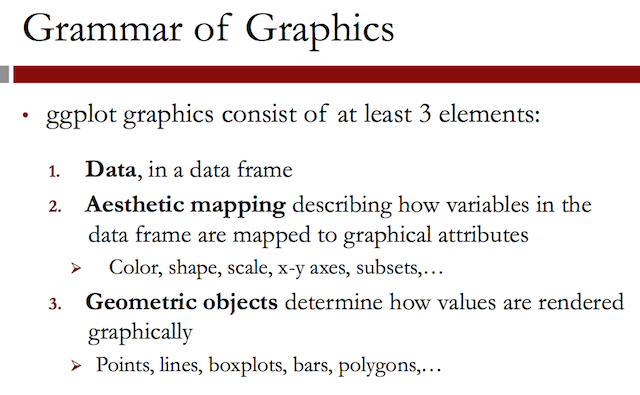 Grammar of Graphics
• ggplot graphics consist of at least 3 elements:
1. Data, in a data frame
2. Aesthetic mapping describing how variables in the
data frame are mapped to graphical attributes
➢ Color, shape, scale, x-y axes, subsets,…
3. Geometric objects determine how values are rendered
graphically
➢ Points, lines, boxplots, bars, polygons,…